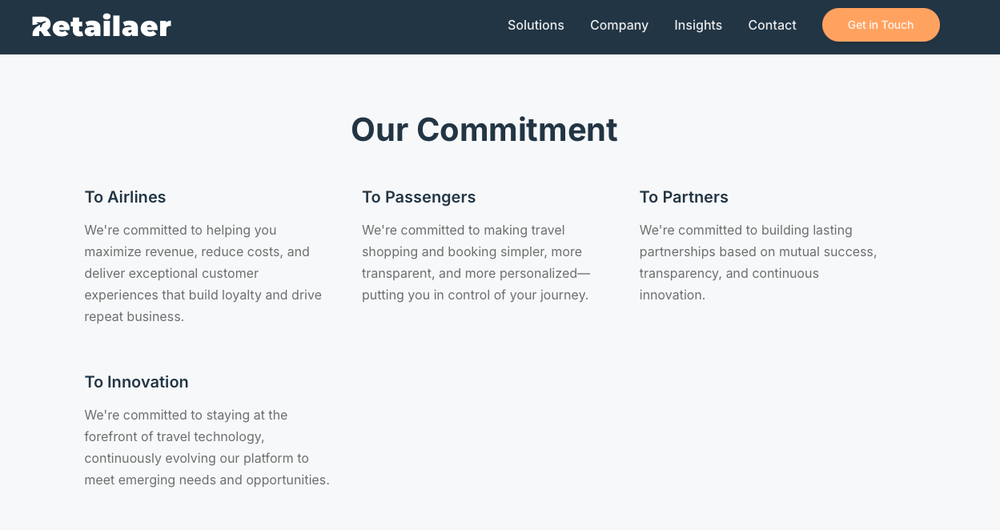 Retailaer
Solutions Company Insights Contact Get in Touch
Our Commitment
To Airlines
We're committed to helping you
maximize revenue, reduce costs, and
deliver exceptional customer
experiences that build loyalty and drive
repeat business.
To Passengers
We're committed to making travel
shopping and booking simpler, more
transparent, and more personalized—
putting you in control of your journey.
To Partners
We're committed to building lasting
partnerships based on mutual success,
transparency, and continuous
innovation.
To Innovation
We're committed to staying at the
forefront of travel technology,
continuously evolving our platform to
meet emerging needs and opportunities.